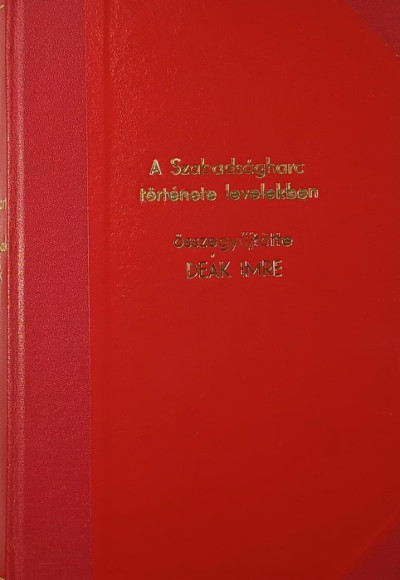 A Szabadságharc
története levelekben
összegyűjtötte
DEÁK IMRE